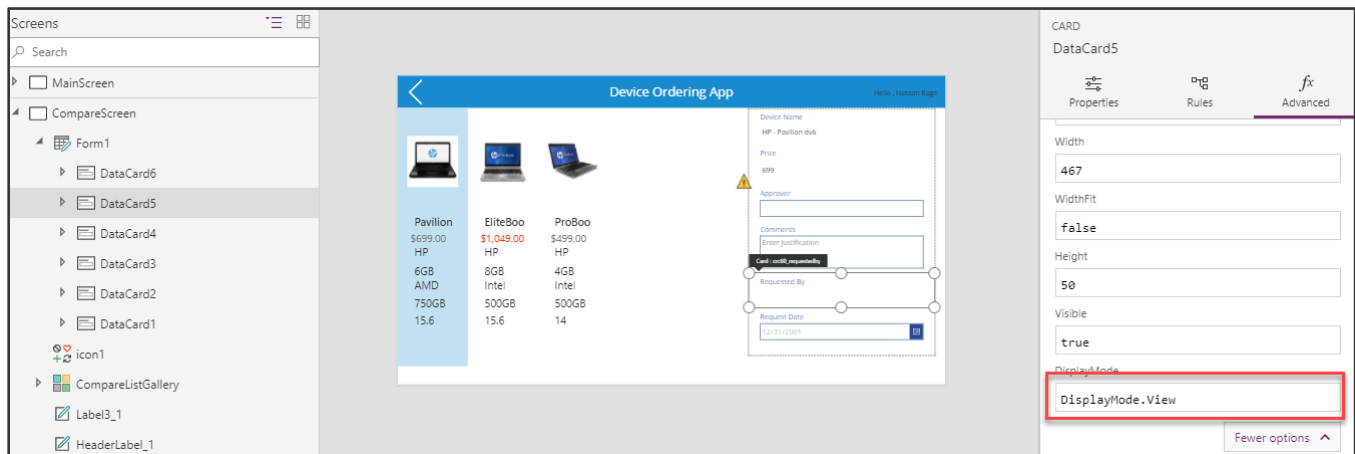 Screens
Search
MainScreen
CompareScreen
Form1
DataCard6
DataCard5
DataCard4
DataCard3
DataCard2
DataCard1
icon1
CompareListGallery
Label3_1
HeaderLabel_1
Device Ordering App
Hello , Hassan Rage
Pavilion EliteBoo ProBoo
$699.00 $1,049.00 $499.00
HP HP HP
6GB 8GB 4GB
AMD Intel Intel
750GB 500GB 500GB
15.6 15.6 14
Device Name
HP - Pavilion dv6
Price
699
Approver
Comments
Enter Justification
Card : crc69_requestedby
Requested By
Request Date
12/31/2001
CARD
DataCard5
Properties Rules Advanced
Width
467
WidthFit
false
Height
50
Visible
true
DisplayMode
DisplayMode.View
Fewer options